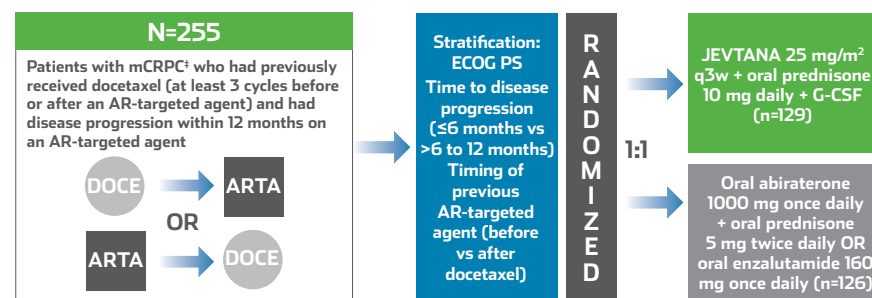 N=255
Patients with mCRPC‡ who had previously
received docetaxel (at least 3 cycles before
or after an AR-targeted agent) and had
disease progression within 12 months on
an AR-targeted agent
DOCE
ARTA
OR
ARTA
DOCE
Stratification:
ECOG PS
Time to disease
progression
(≤6 months vs
>6 to 12 months)
Timing of
previous
AR-targeted
agent (before
vs after
docetaxel)
R
A
N
D
O
M
I
Z
E
D
1:1
JEVTANA 25 mg/m²
q3w + oral prednisone
10 mg daily + G-CSF
(n=129)
Oral abiraterone
1000 mg once daily
+ oral prednisone
5 mg twice daily OR
oral enzalutamide 160
mg once daily (n=126)